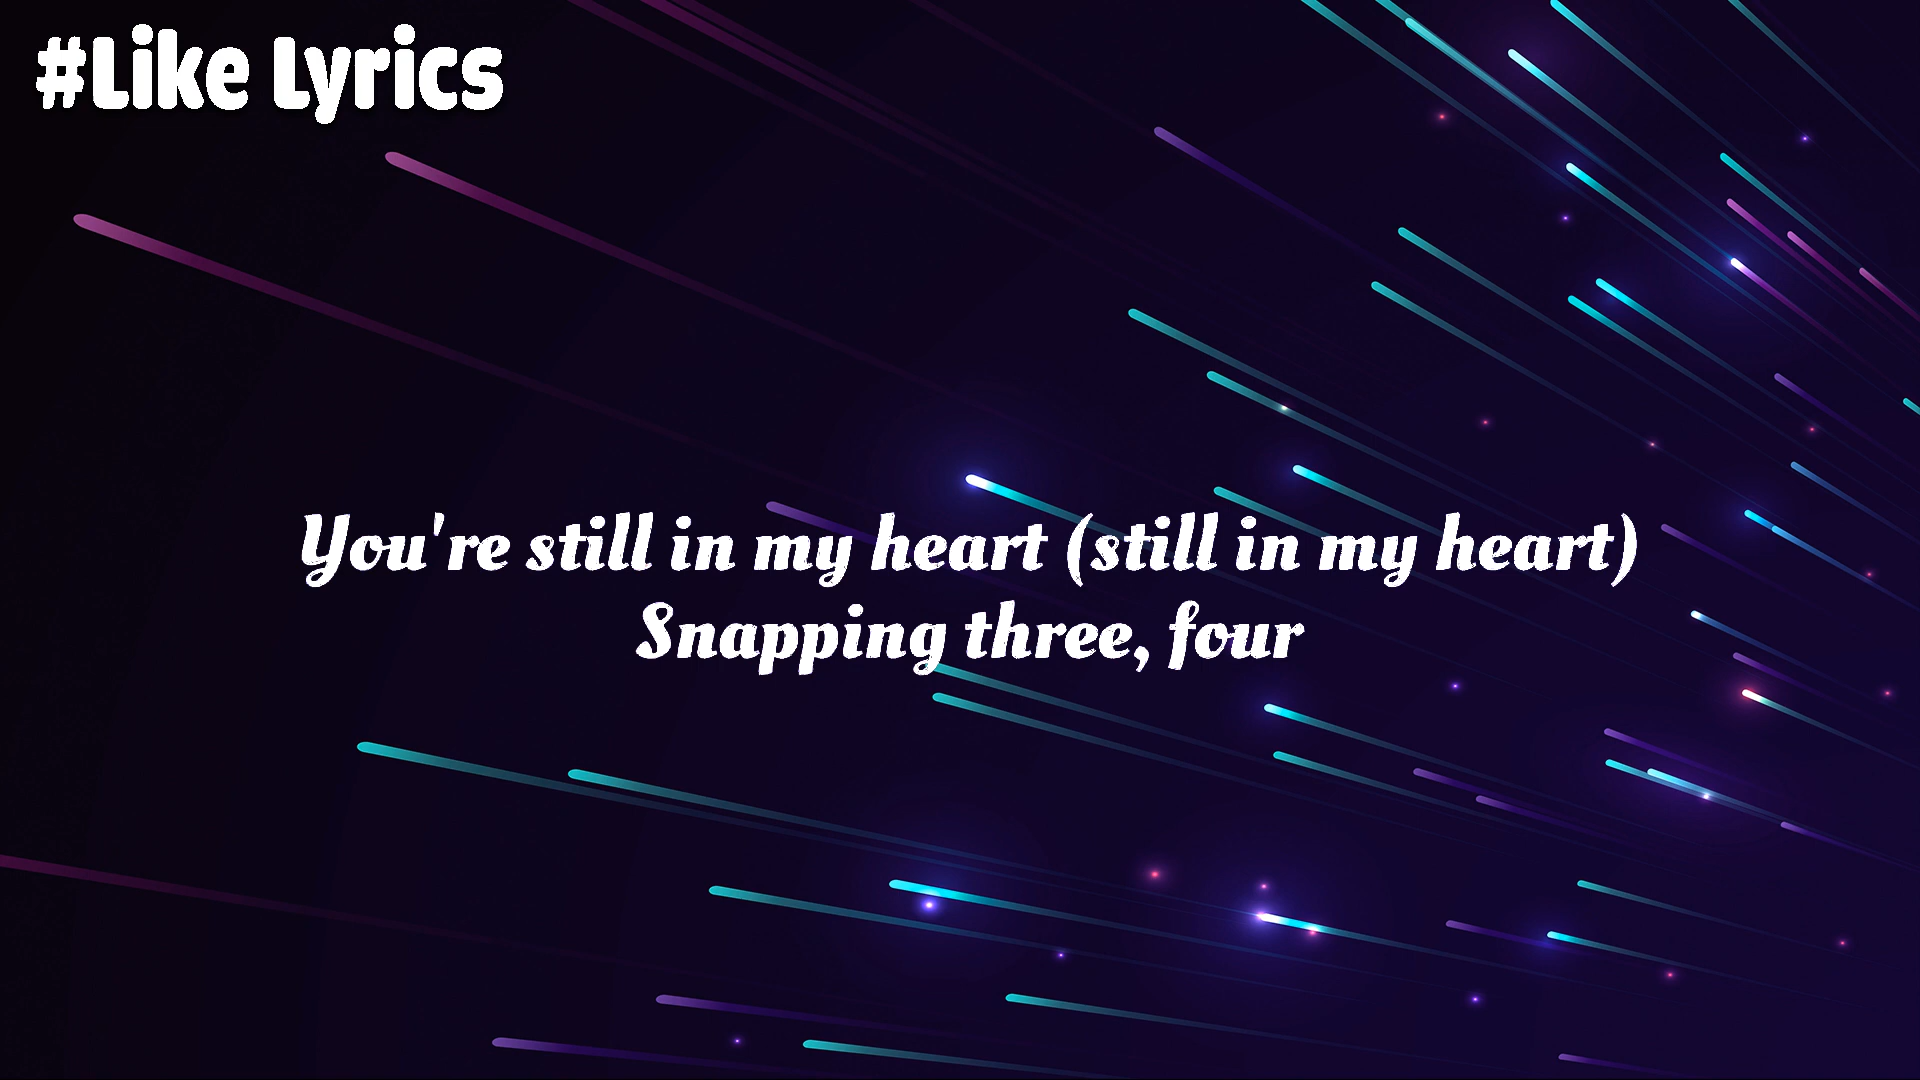 #Like Lyrics
You're still in my heart (still in my heart)
Snapping three, four